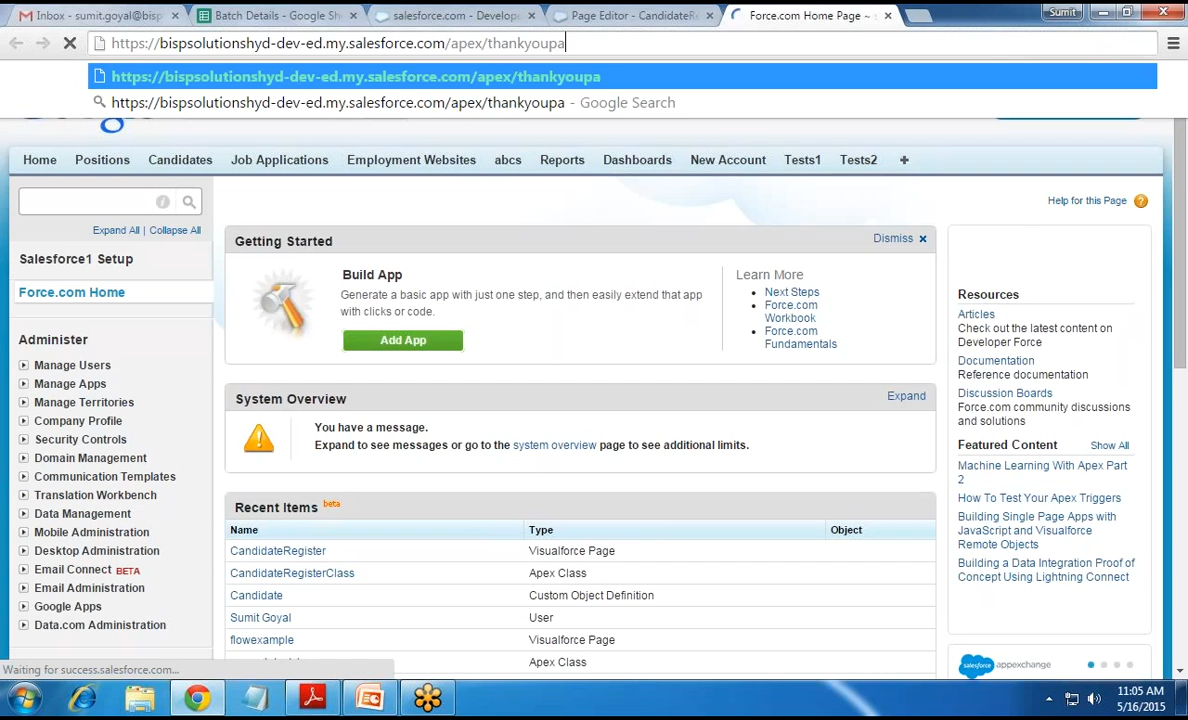 Inbox - sumit.goyal@bisp
Batch Details - Google She
salesforce.com - Develope
Page Editor - CandidateRe
Force.com Home Page ~ se
Sumit
https://bispsolutionshyd-dev-ed.my.salesforce.com/apex/thankyoupa
https://bispsolutionshyd-dev-ed.my.salesforce.com/apex/thankyoupa
https://bispsolutionshyd-dev-ed.my.salesforce.com/apex/thankyoupa - Google Search
Home Positions Candidates Job Applications Employment Websites abcs Reports Dashboards New Account Tests1 Tests2 +
Help for this Page ?
Expand All | Collapse All
Salesforce1 Setup
Force.com Home
Administer
Manage Users
Manage Apps
Manage Territories
Company Profile
Security Controls
Domain Management
Communication Templates
Translation Workbench
Data Management
Mobile Administration
Desktop Administration
Email Connect BETA
Email Administration
Google Apps
Data.com Administration
Getting Started
Dismiss x
Build App
Generate a basic app with just one step, and then easily extend that app
with clicks or code.
Add App
Learn More
Next Steps
Force.com
Workbook
Force.com
Fundamentals
System Overview
Expand
You have a message.
Expand to see messages or go to the system overview page to see additional limits.
Recent Items beta
Name Type Object
CandidateRegister Visualforce Page
CandidateRegisterClass Apex Class
Candidate Custom Object Definition
Sumit Goyal User
flowexample Visualforce Page
Apex Class
Resources
Articles
Check out the latest content on
Developer Force
Documentation
Reference documentation
Discussion Boards
Force.com community discussions
and solutions
Featured Content Show All
Machine Learning With Apex Part
2
How To Test Your Apex Triggers
Building Single Page Apps with
JavaScript and Visualforce
Remote Objects
Building a Data Integration Proof of
Concept Using Lightning Connect
salesforce appexchange
Waiting for success.salesforce.com...
11:05 AM
5/16/2015